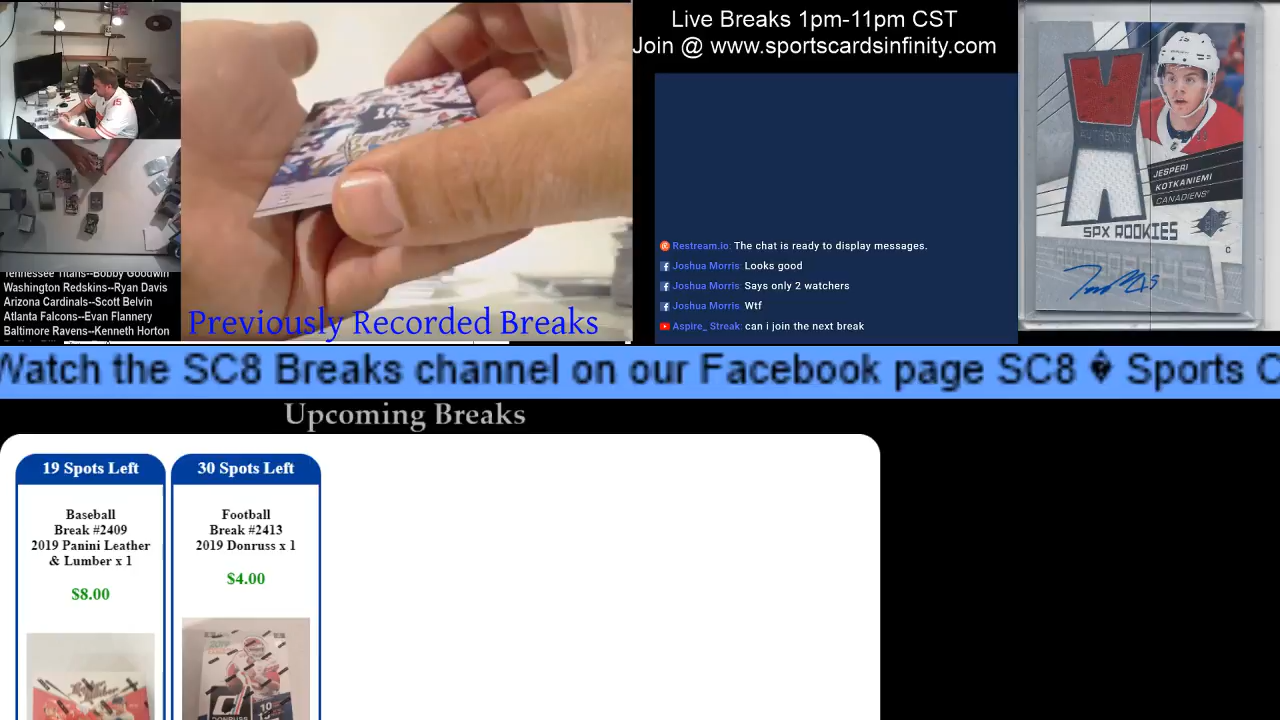 Live Breaks 1pm-11pm CST
Join @ www.sportscardsinfinity.com
Tennessee Titans--Bobby Goodwin
Washington Redskins--Ryan Davis
Arizona Cardinals--Scott Belvin
Atlanta Falcons--Evan Flannery
Baltimore Ravens--Kenneth Horton
Previously Recorded Breaks
Restream.io: The chat is ready to display messages.
Joshua Morris: Looks good
Joshua Morris: Says only 2 watchers
Joshua Morris: Wtf
Aspire_ Streak: can i join the next break
AUTHENTIC
JESPERI
KOTKANIEMI
CANADIENS
C
SPX ROOKIES
AUTOGRAPHS
Watch the SC8 Breaks channel on our Facebook page SC8 � Sports C
Upcoming Breaks
19 Spots Left
Baseball
Break #2409
2019 Panini Leather
& Lumber x 1
$8.00
30 Spots Left
Football
Break #2413
2019 Donruss x 1
$4.00
DONRUSS
10